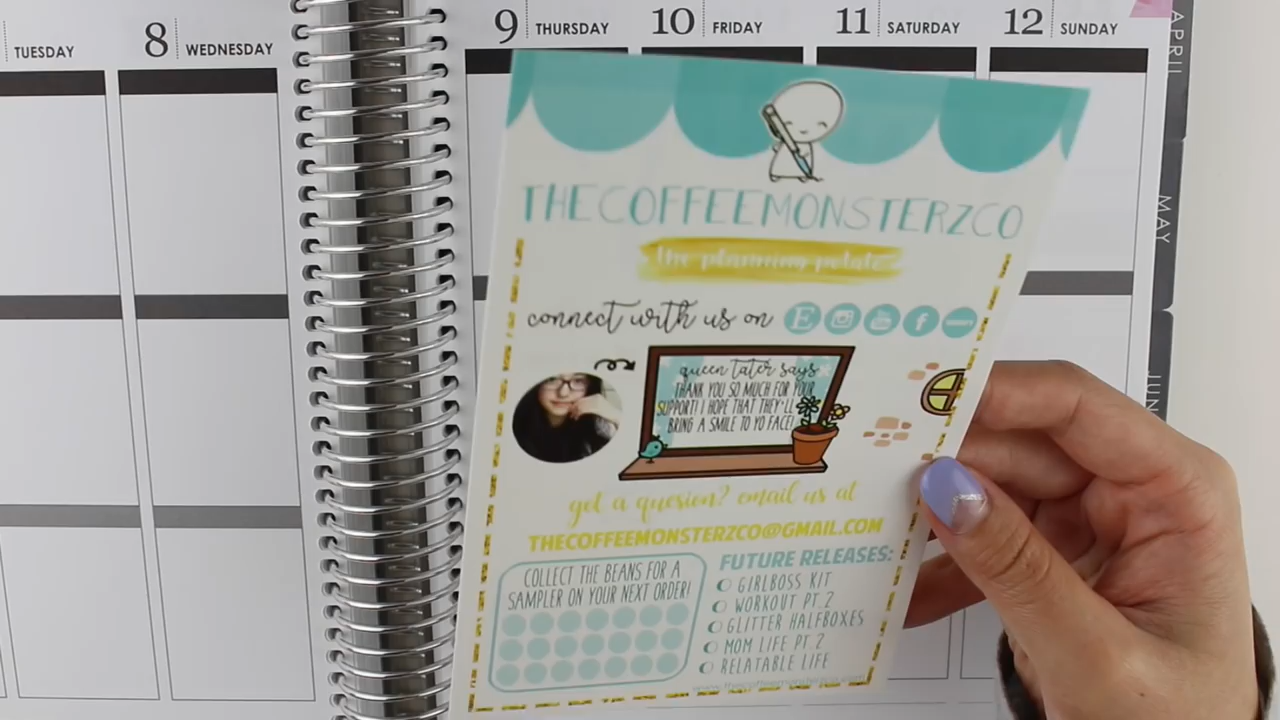 TUESDAY
8 WEDNESDAY
9 THURSDAY
10 FRIDAY
11 SATURDAY
12 SUNDAY
APRIL
MAY
JUNE
THECOFFEEMONSTERZCO
the planning potato
connect with us on
queen tater says
THANK YOU SO MUCH FOR YOUR
SUPPORT! I HOPE THAT THEY'LL
BRING A SMILE TO YO FACE!
got a quesion? email us at
THECOFFEEMONSTERZCO@GMAIL.COM
COLLECT THE BEANS FOR A
SAMPLER ON YOUR NEXT ORDER!
FUTURE RELEASES:
GIRLBOSS KIT
WORKOUT PT.2
GLITTER HALFBOXES
MOM LIFE PT.2
RELATABLE LIFE